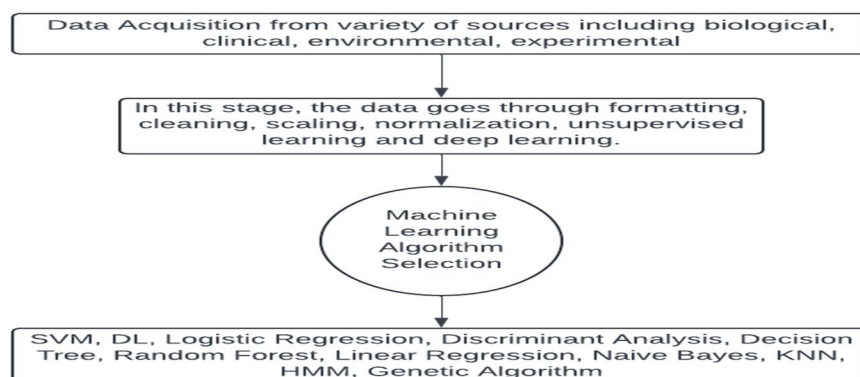 Data Acquisition from variety of sources including biological,
clinical, environmental, experimental
In this stage, the data goes through formatting,
cleaning, scaling, normalization, unsupervised
learning and deep learning.
Machine
Learning
Algorithm
Selection
SVM, DL, Logistic Regression, Discriminant Analysis, Decision
Tree, Random Forest, Linear Regression, Naive Bayes, KNN,
HMM, Genetic Algorithm